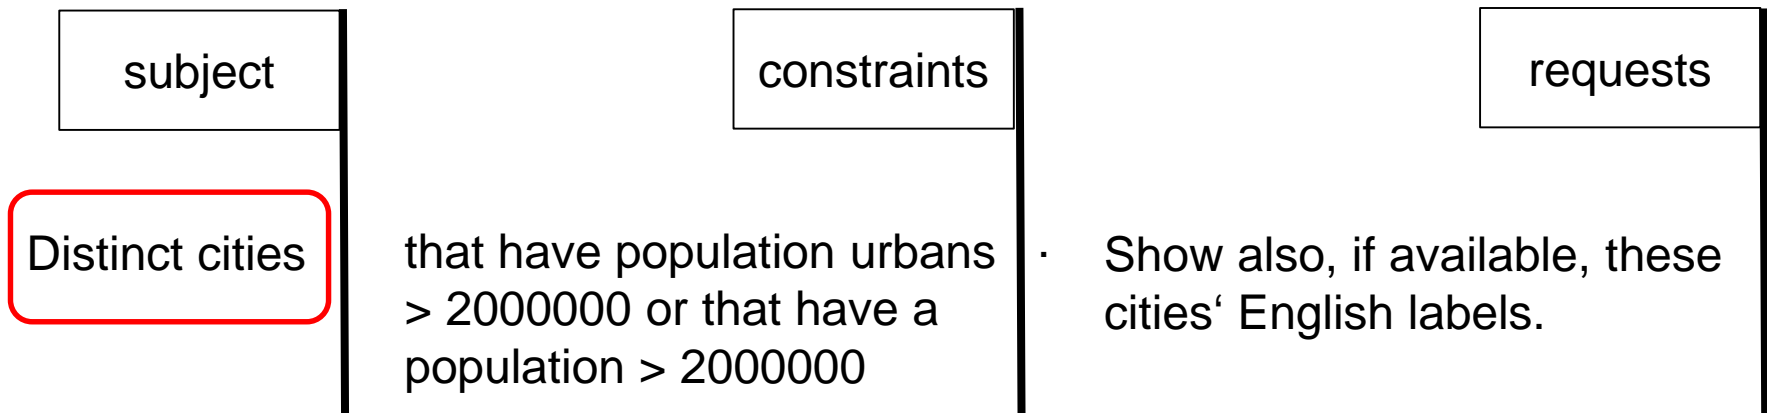 subject
constraints
requests
Distinct cities
that have population urbans
> 2000000 or that have a
population > 2000000
· Show also, if available, these
cities‘ English labels.